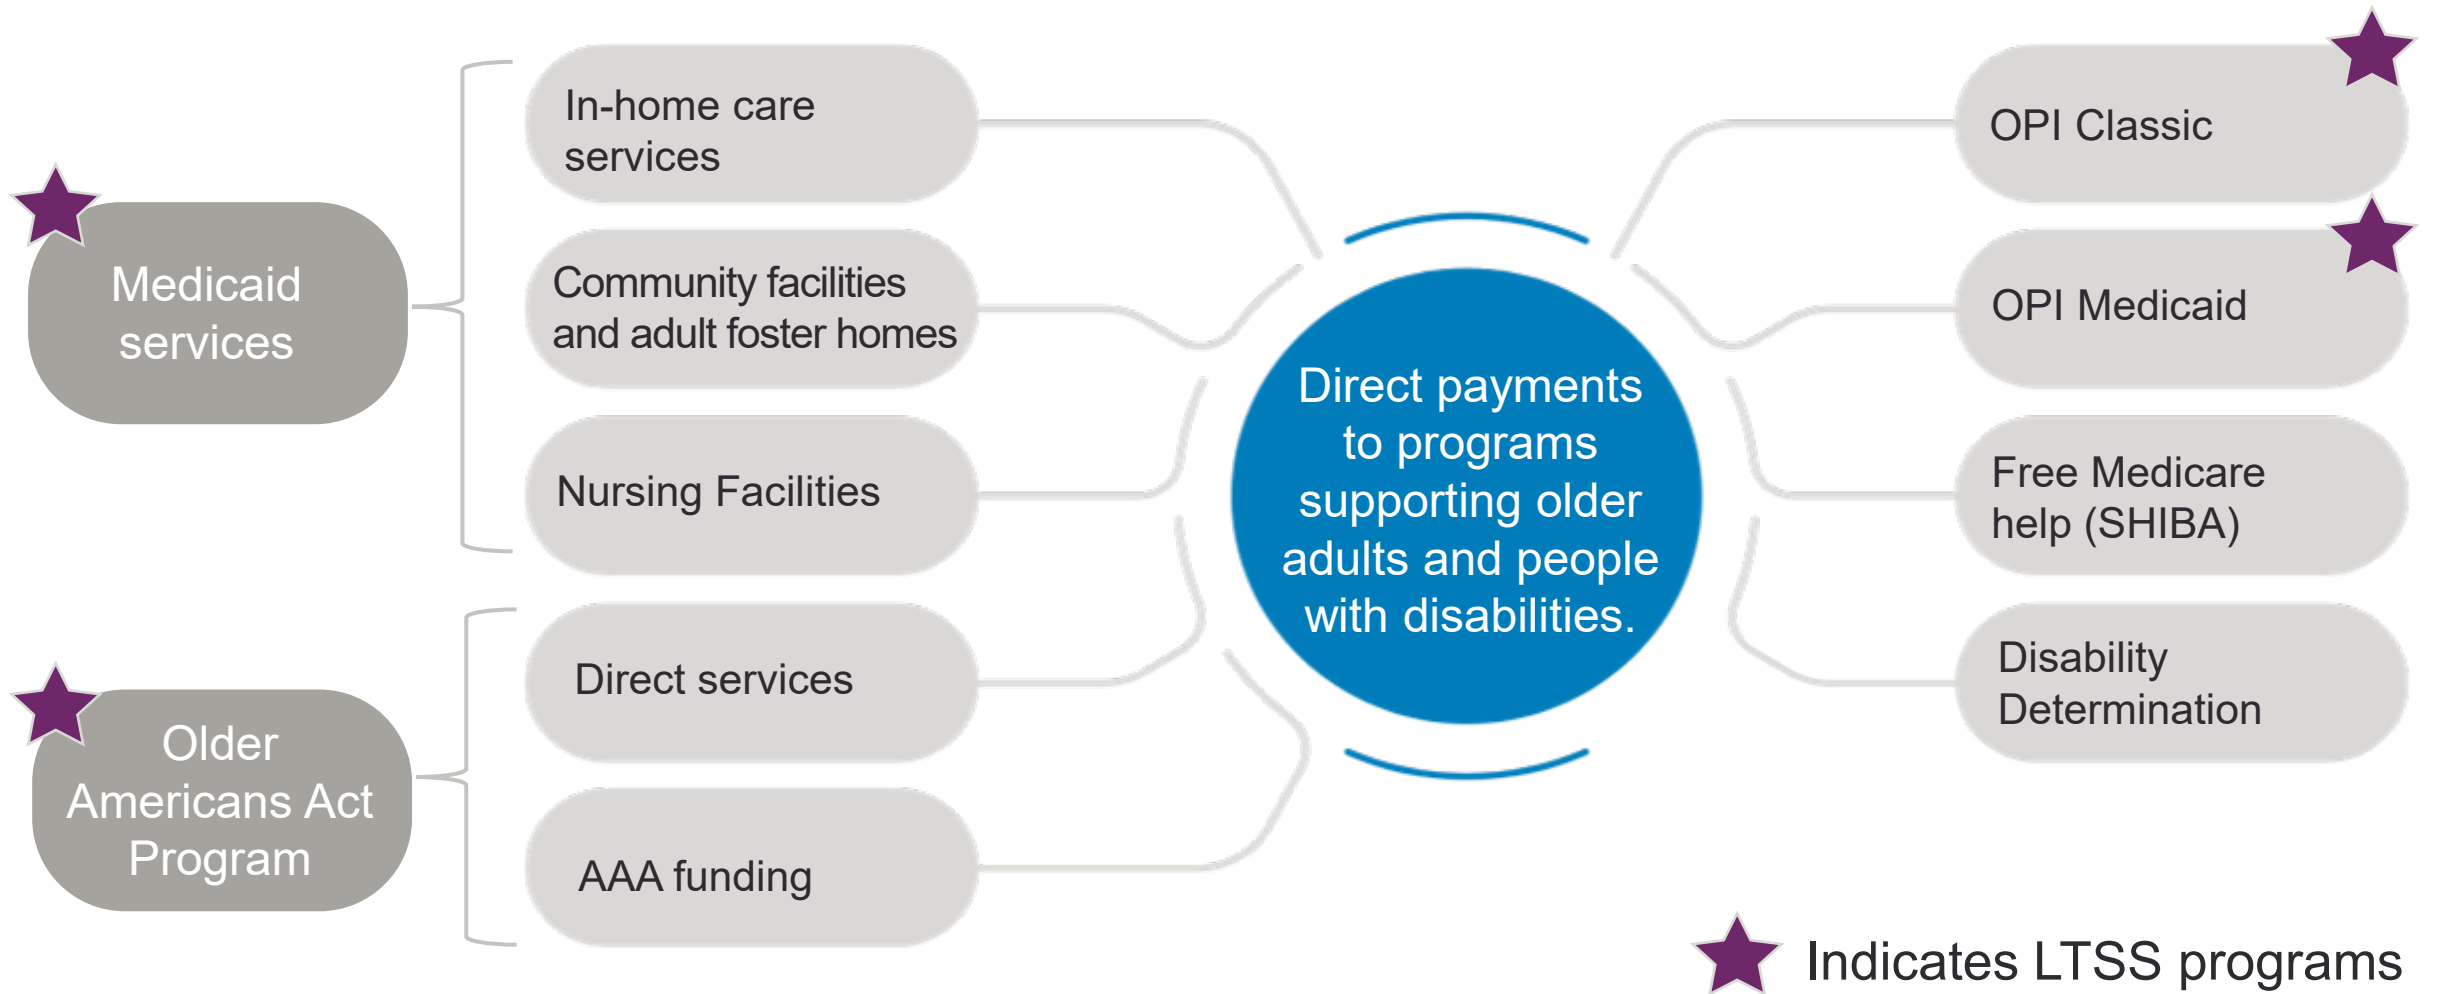 Medicaid
services
In-home care
services
Community facilities
and adult foster homes
Nursing Facilities
Older
Americans Act
Program
Direct services
AAA funding
Direct payments
to programs
supporting older
adults and people
with disabilities.
OPI Classic
OPI Medicaid
Free Medicare
help (SHIBA)
Disability
Determination
Indicates LTSS programs